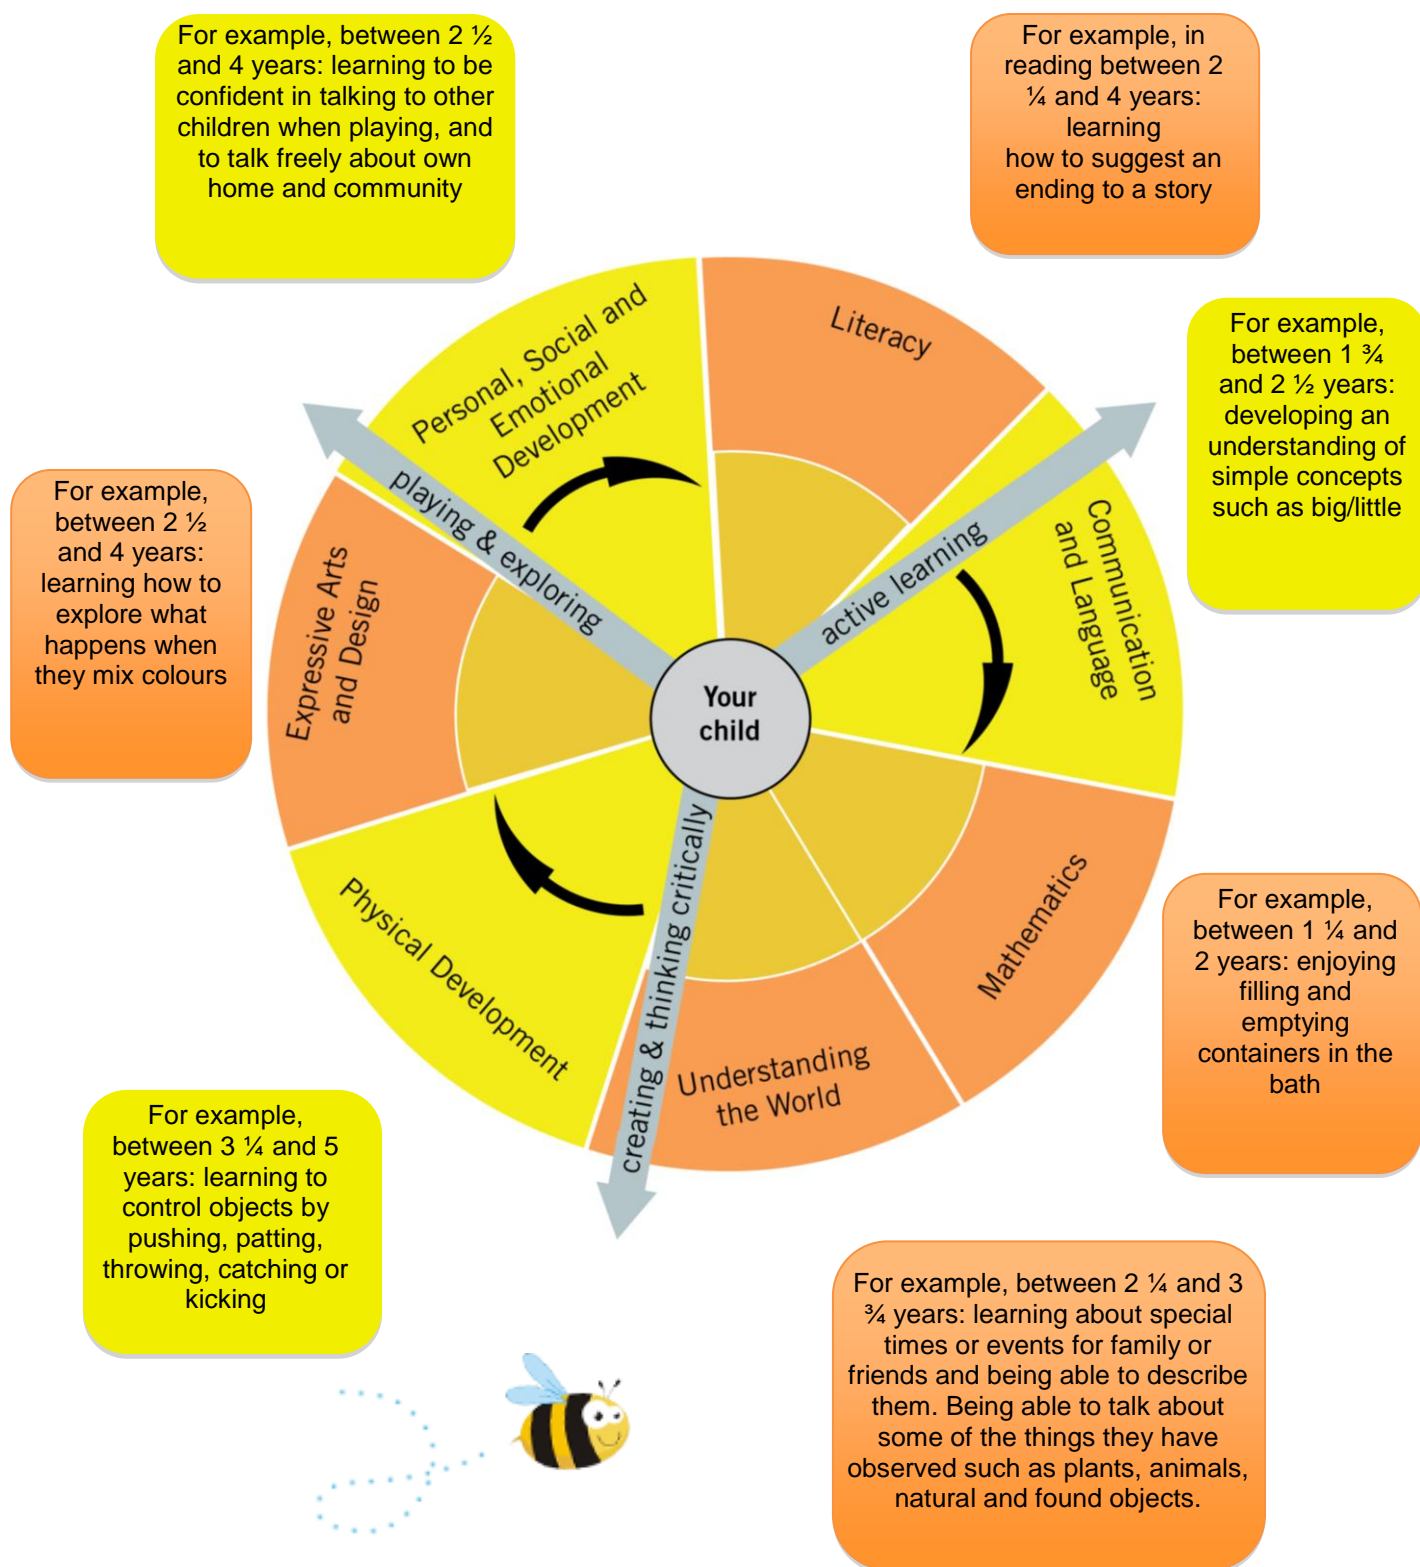 For example, between 2 ½
and 4 years: learning to be
confident in talking to other
children when playing, and
to talk freely about own
home and community
For example, in
reading between 2
¼ and 4 years:
learning
how to suggest an
ending to a story
For example,
between 1 ¾
and 2 ½ years:
developing an
understanding of
simple concepts
such as big/little
For example,
between 2 ½
and 4 years:
learning how to
explore what
happens when
they mix colours
Personal, Social and
Emotional
Development
Literacy
Communication
and Language
Mathematics
Understanding
the World
Physical Development
Expressive Arts
and Design
playing & exploring
active learning
creating & thinking critically
Your
child
For example,
between 1 ¼ and
2 years: enjoying
filling and
emptying
containers in the
bath
For example,
between 3 ¼ and 5
years: learning to
control objects by
pushing, patting,
throwing, catching or
kicking
For example, between 2 ¼ and 3
¾ years: learning about special
times or events for family or
friends and being able to describe
them. Being able to talk about
some of the things they have
observed such as plants, animals,
natural and found objects.